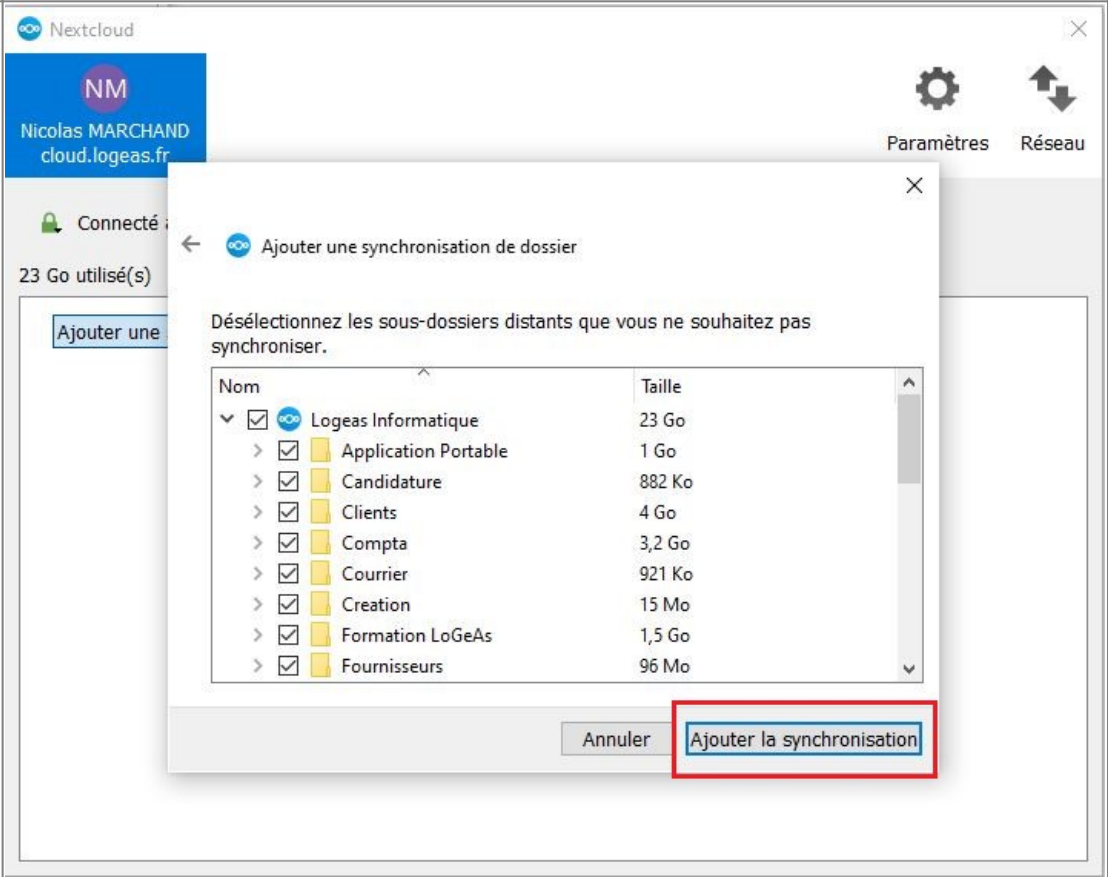 Nextcloud
NM
Nicolas MARCHAND
cloud.logeas.fr
Paramètres
Réseau
Connecté
23 Go utilisé(s)
Ajouter une
Ajouter une synchronisation de dossier
Désélectionnez les sous-dossiers distants que vous ne souhaitez pas
synchroniser.
Nom Taille
Logeas Informatique 23 Go
Application Portable 1 Go
Candidature 882 Ko
Clients 4 Go
Compta 3,2 Go
Courrier 921 Ko
Creation 15 Mo
Formation LoGeAs 1,5 Go
Fournisseurs 96 Mo
Annuler Ajouter la synchronisation